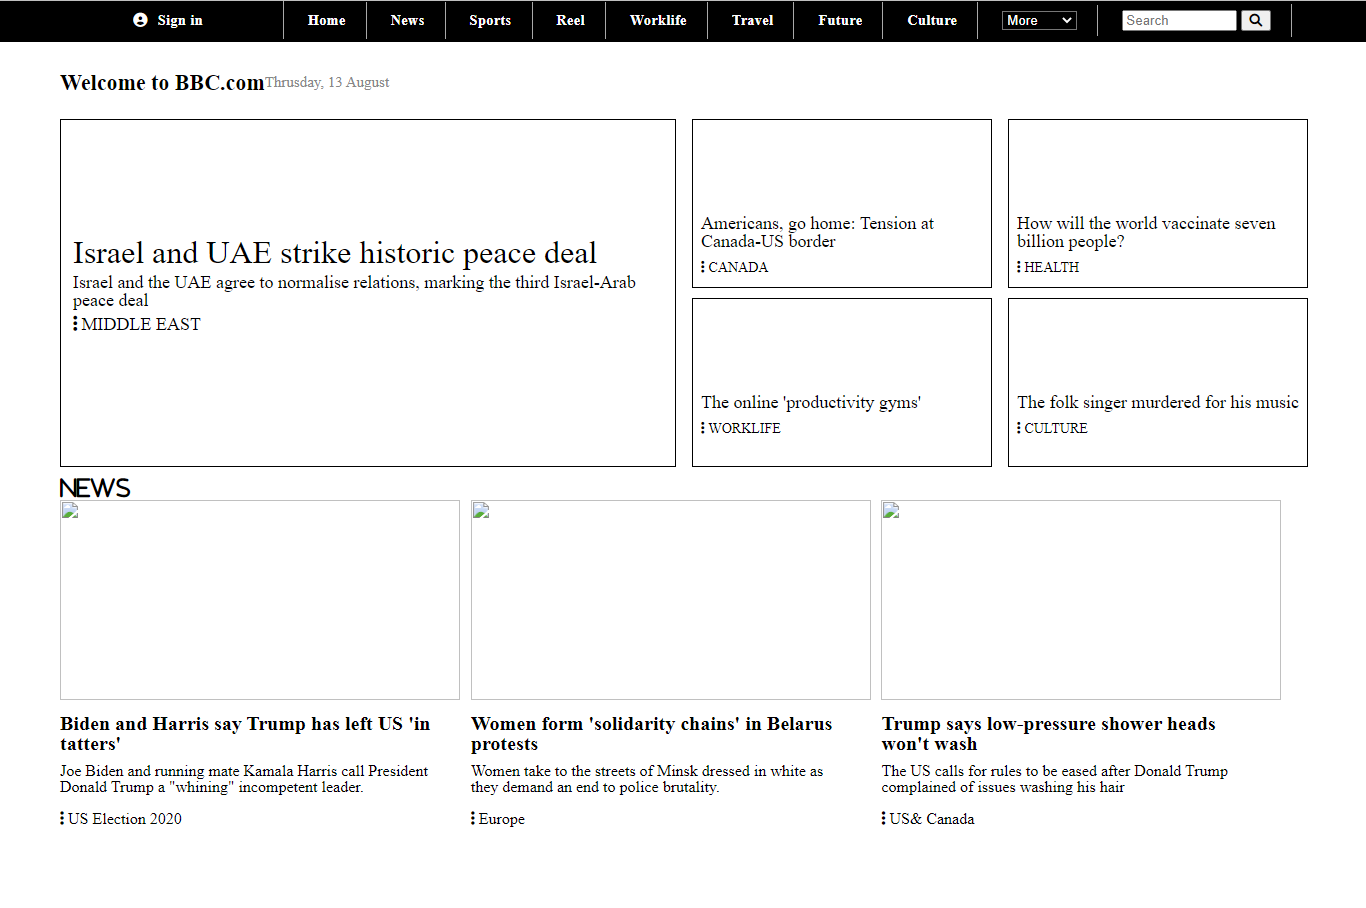 Sign in Home News Sports Reel Worklife Travel Future Culture More Search
Welcome to BBC.com Thrusday, 13 August
Israel and UAE strike historic peace deal
Israel and the UAE agree to normalise relations, marking the third Israel-Arab
peace deal
MIDDLE EAST
Americans, go home: Tension at
Canada-US border
CANADA
How will the world vaccinate seven
billion people?
HEALTH
The online 'productivity gyms'
WORKLIFE
The folk singer murdered for his music
CULTURE
NEWS
Biden and Harris say Trump has left US 'in
tatters'
Joe Biden and running mate Kamala Harris call President
Donald Trump a "whining" incompetent leader.
US Election 2020
Women form 'solidarity chains' in Belarus
protests
Women take to the streets of Minsk dressed in white as
they demand an end to police brutality.
Europe
Trump says low-pressure shower heads
won't wash
The US calls for rules to be eased after Donald Trump
complained of issues washing his hair
US& Canada